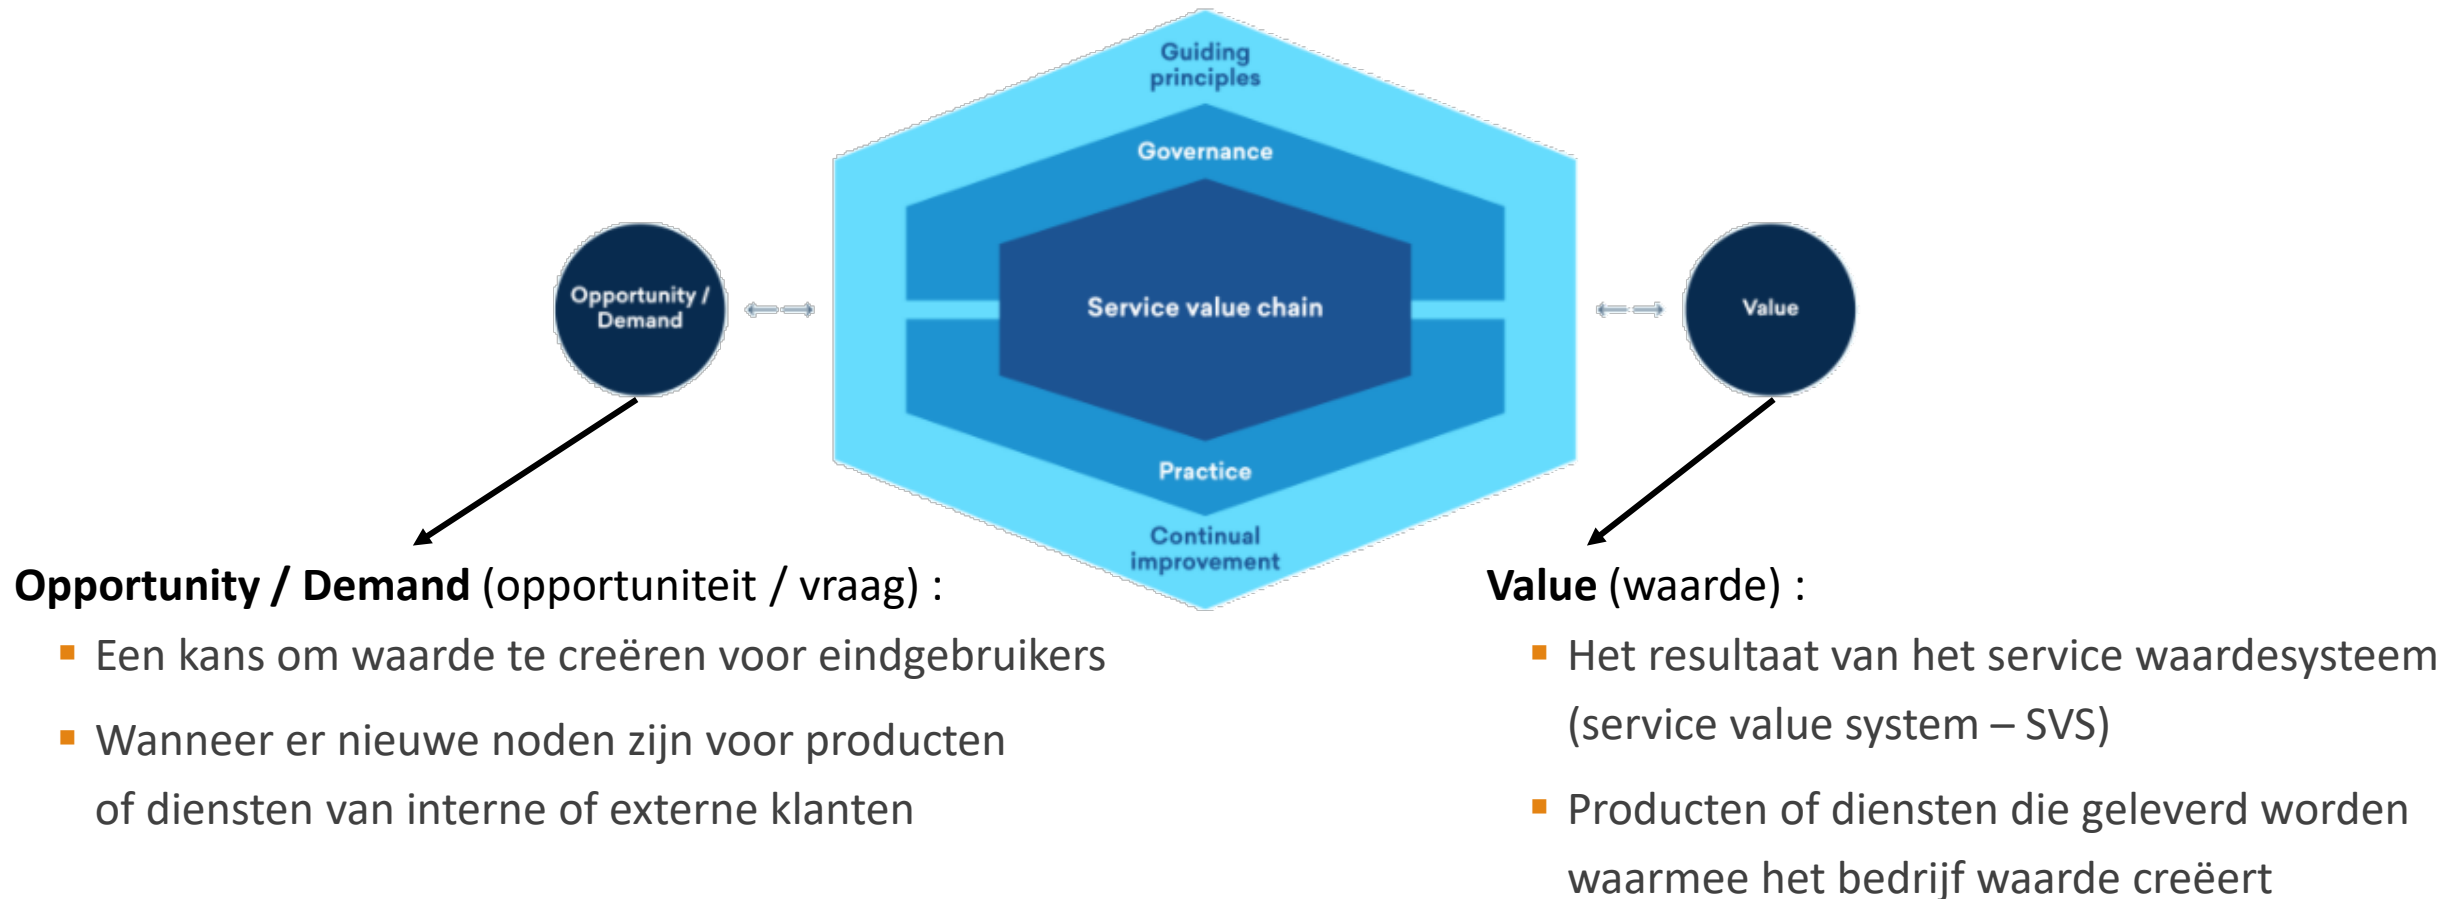 Guiding
principles
Governance
Opportunity /
Demand
Service value chain
Value
Practice
Continual
improvement
Opportunity / Demand (opportuniteit / vraag) :
▪ Een kans om waarde te creëren voor eindgebruikers
▪ Wanneer er nieuwe noden zijn voor producten
of diensten van interne of externe klanten
Value (waarde) :
▪ Het resultaat van het service waardesysteem
(service value system – SVS)
▪ Producten of diensten die geleverd worden
waarmee het bedrijf waarde creëert